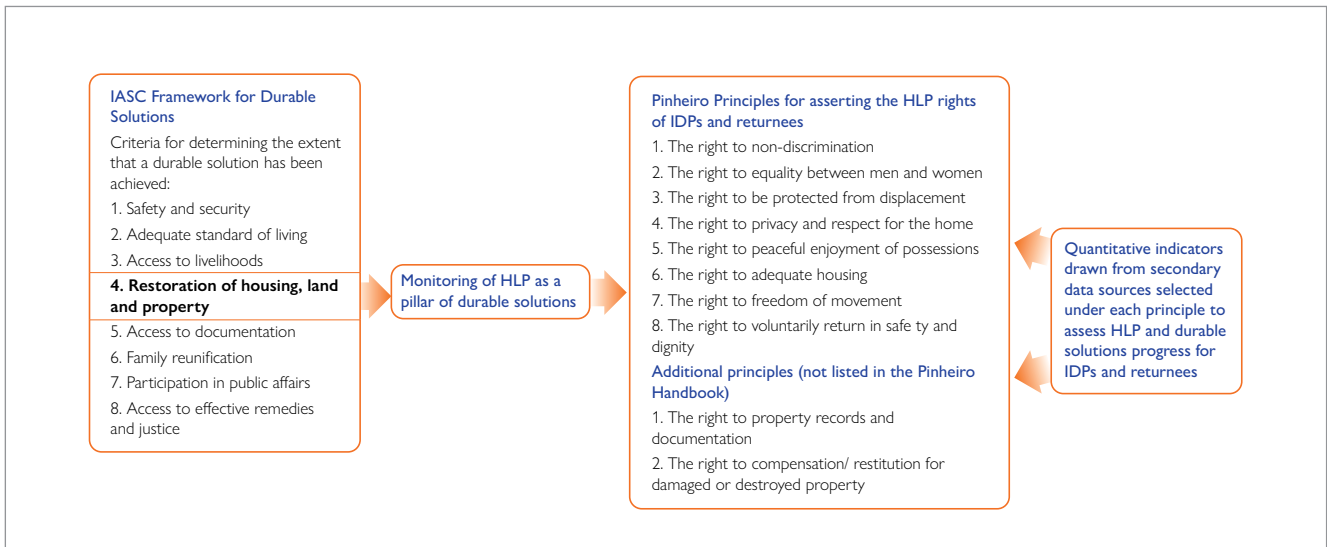 IASC Framework for Durable
Solutions
Criteria for determining the extent
that a durable solution has been
achieved:
1. Safety and security
2. Adequate standard of living
3. Access to livelihoods
4. Restoration of housing, land
and property
5. Access to documentation
6. Family reunification
7. Participation in public affairs
8. Access to effective remedies
and justice
Monitoring of HLP as a
pillar of durable solutions
Pinheiro Principles for asserting the HLP rights
of IDPs and returnees
1. The right to non-discrimination
2. The right to equality between men and women
3. The right to be protected from displacement
4. The right to privacy and respect for the home
5. The right to peaceful enjoyment of possessions
6. The right to adequate housing
7. The right to freedom of movement
8. The right to voluntarily return in safe ty and
dignity
Additional principles (not listed in the Pinheiro
Handbook)
1. The right to property records and
documentation
2. The right to compensation/ restitution for
damaged or destroyed property
Quantitative indicators
drawn from secondary
data sources selected
under each principle to
assess HLP and durable
solutions progress for
IDPs and returnees